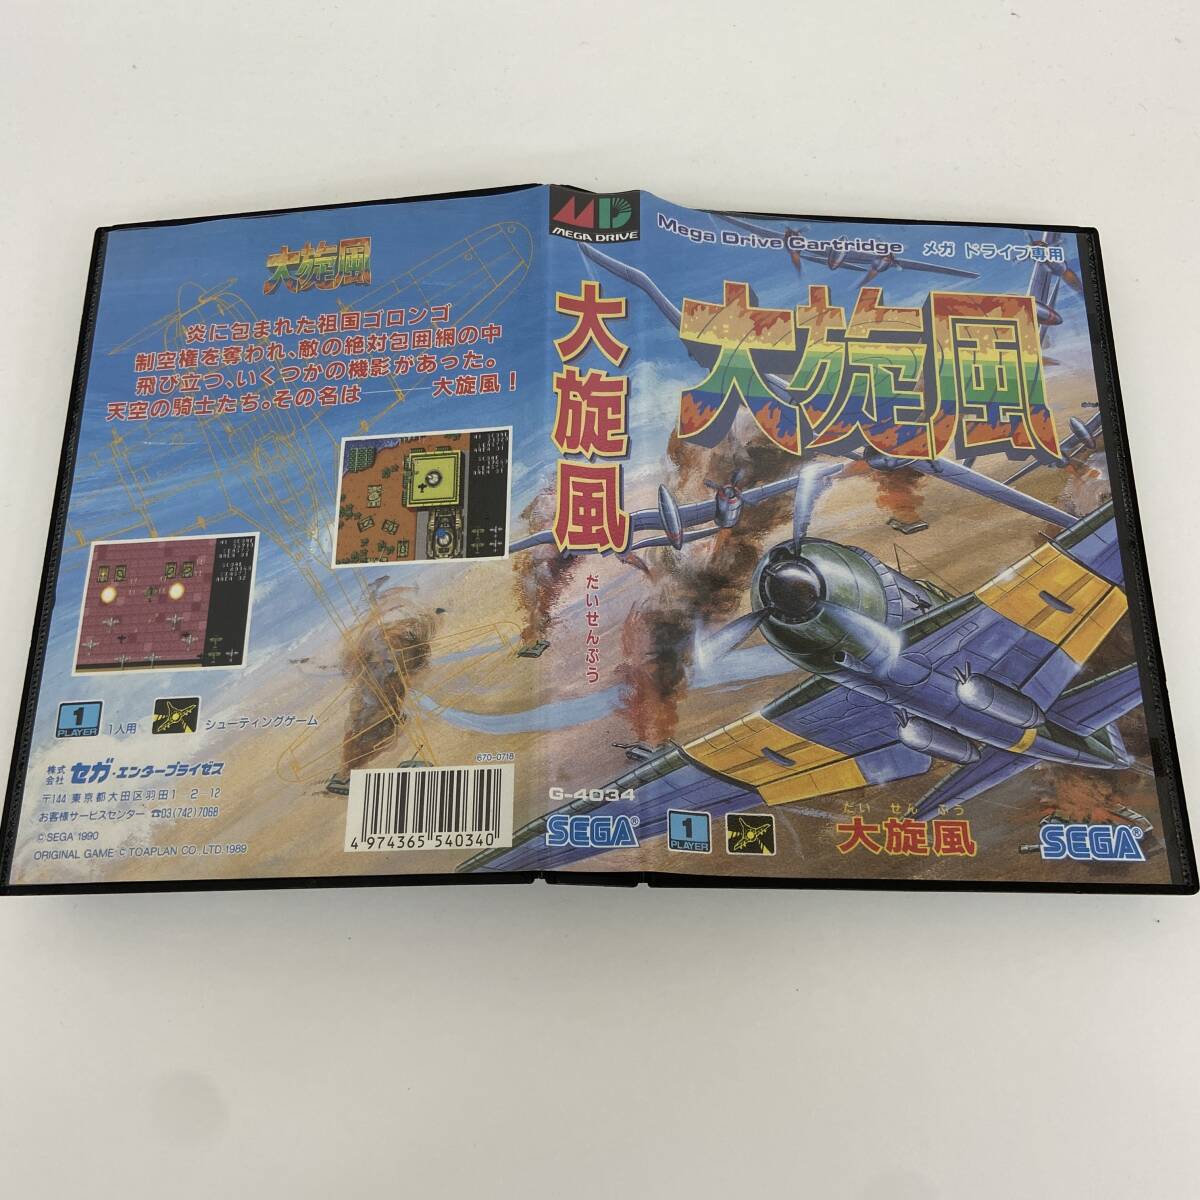 大旋風
炎に包まれた祖国ゴロンゴ
制空権を奪われ、敵の絶対包囲網の中
飛び立つ、いくつかの機影があった。
天空の騎士たち。その名は――大旋風！
1
PLAYER
1人用
シューティングゲーム
株式会社 セガ・エンタープライゼス
〒144 東京都大田区羽田1-2-12
お客様サービスセンター ☎03(742)7068
© SEGA 1990
ORIGINAL GAME © TOAPLAN CO., LTD. 1989
670-0718
4 974365 540340
MD
MEGA DRIVE
大旋風
だいせんぷう
G-4034
SEGA®
Mega Drive Cartridge メガドライブ専用
大旋風
1
PLAYER
だいせんぷう
大旋風
SEGA®